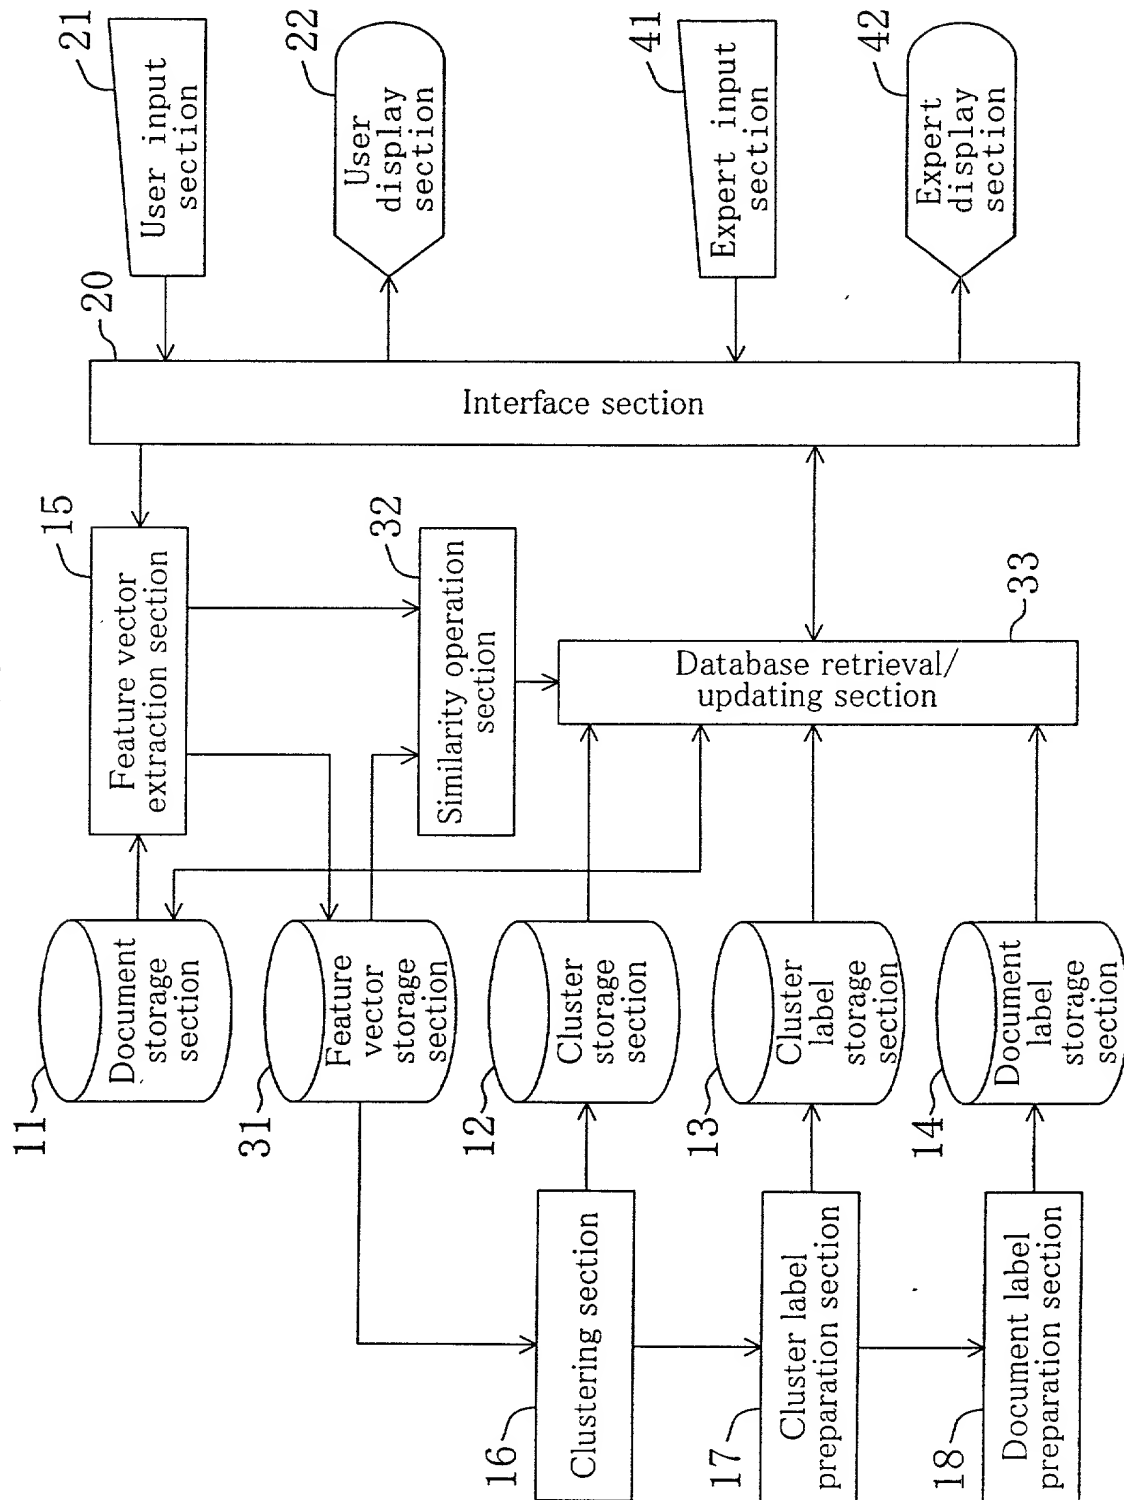 11
Document
storage
section
15
Feature vector
extraction section
20
Interface section
21
User input
section
22
User
display
section
31
Feature
vector
storage
section
32
Similarity operation
section
33
Database retrieval/
updating section
41
Expert input
section
42
Expert
display
section
16
Clustering section
12
Cluster
storage
section
17
Cluster label
preparation section
13
Cluster
label
storage
section
18
Document label
preparation section
14
Document
label
storage
section